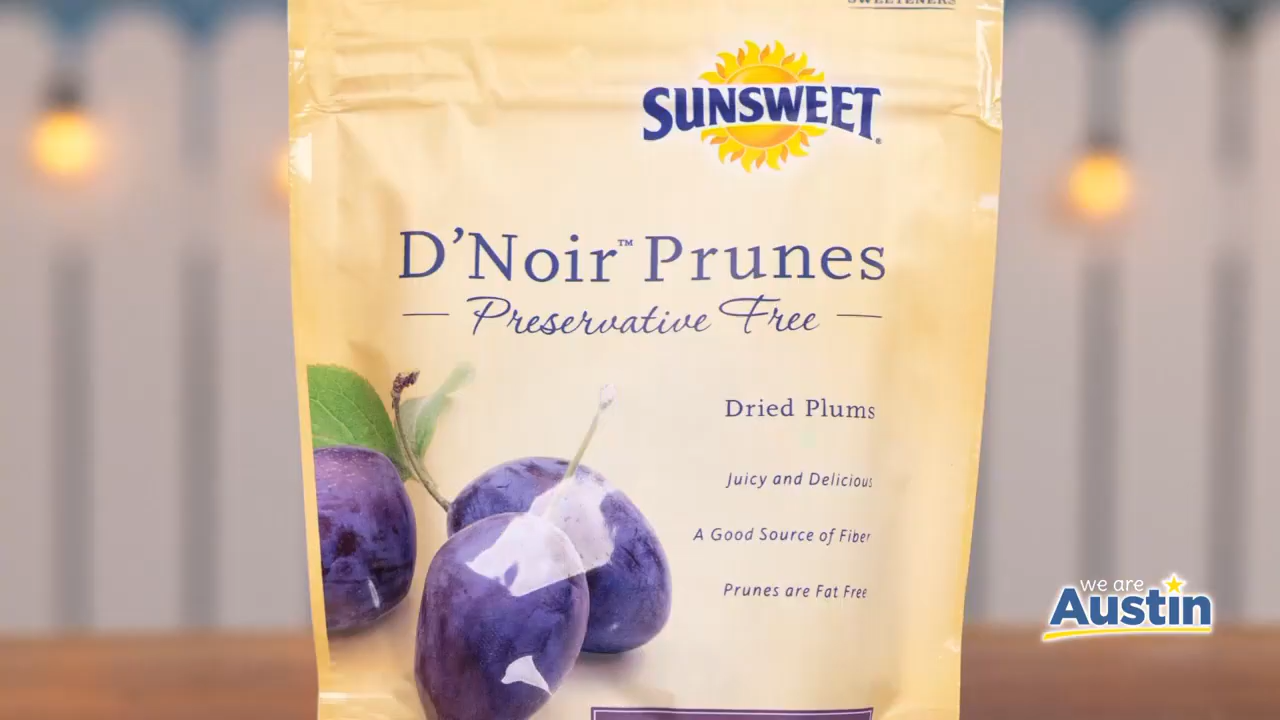 SWEETENERS
SUNSWEET®
D'Noir™ Prunes
Preservative Free
Dried Plums
Juicy and Delicious
A Good Source of Fiber
Prunes are Fat Free
we are
Austin